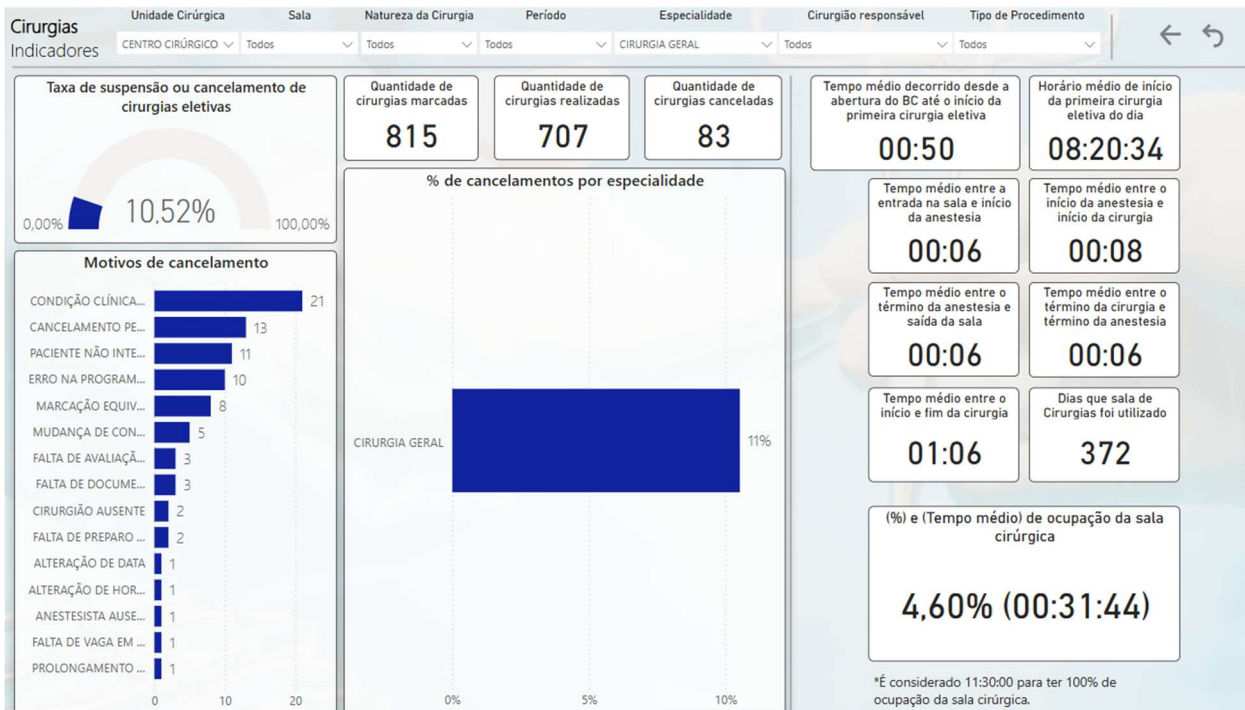 Cirurgias
Indicadores
Unidade Cirúrgica
CENTRO CIRÚRGICO
Sala
Todos
Natureza da Cirurgia
Todos
Período
Todos
Especialidade
CIRURGIA GERAL
Cirurgião responsável
Todos
Tipo de Procedimento
Todos
Taxa de suspensão ou cancelamento de
cirurgias eletivas
0,00%
10,52%
100,00%
Quantidade de
cirurgias marcadas
815
Quantidade de
cirurgias realizadas
707
Quantidade de
cirurgias canceladas
83
Motivos de cancelamento
CONDIÇÃO CLÍNICA... 21
CANCELAMENTO PE... 13
PACIENTE NÃO INTE... 11
ERRO NA PROGRAM... 10
MARCAÇÃO EQUIV... 8
MUDANÇA DE CON... 5
FALTA DE AVALIAÇÃ... 3
FALTA DE DOCUME... 3
CIRURGIÃO AUSENTE 2
FALTA DE PREPARO ... 2
ALTERAÇÃO DE DATA 1
ALTERAÇÃO DE HOR... 1
ANESTESISTA AUSE... 1
FALTA DE VAGA EM ... 1
PROLONGAMENTO ... 1
0 10 20
% de cancelamentos por especialidade
CIRURGIA GERAL 11%
0% 5% 10%
Tempo médio decorrido desde a
abertura do BC até o início da
primeira cirurgia eletiva
00:50
Horário médio de início
da primeira cirurgia
eletiva do dia
08:20:34
Tempo médio entre a
entrada na sala e início
da anestesia
00:06
Tempo médio entre o
início da anestesia e
início da cirurgia
00:08
Tempo médio entre o
término da anestesia e
saída da sala
00:06
Tempo médio entre o
término da cirurgia e
término da anestesia
00:06
Tempo médio entre o
início e fim da cirurgia
01:06
Dias que sala de
Cirurgias foi utilizado
372
(%) e (Tempo médio) de ocupação da sala
cirúrgica
4,60% (00:31:44)
*É considerado 11:30:00 para ter 100% de
ocupação da sala cirúrgica.